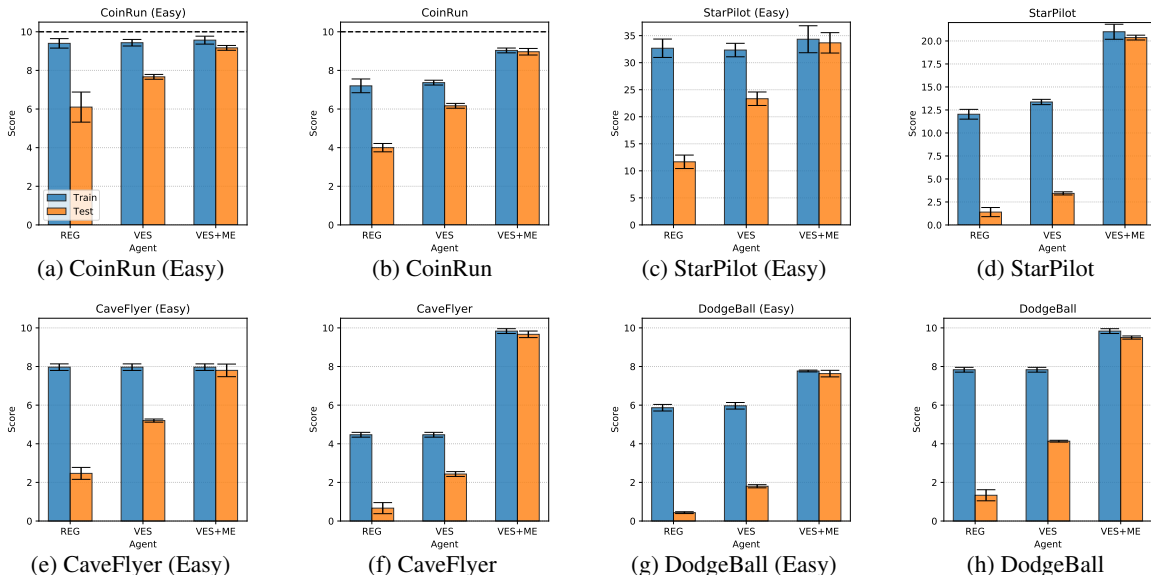 CoinRun (Easy)
10
8
6
4
2
0
Score
Train
Test
REG
VES
VES+ME
Agent
(a) CoinRun (Easy)
CoinRun
10
8
6
4
2
0
Score
REG
VES
VES+ME
Agent
(b) CoinRun
StarPilot (Easy)
35
30
25
20
15
10
5
0
Score
REG
VES
VES+ME
Agent
(c) StarPilot (Easy)
StarPilot
20.0
17.5
15.0
12.5
10.0
7.5
5.0
2.5
0.0
Score
REG
VES
VES+ME
Agent
(d) StarPilot
CaveFlyer (Easy)
10
8
6
4
2
0
Score
REG
VES
VES+ME
Agent
(e) CaveFlyer (Easy)
CaveFlyer
10
8
6
4
2
0
Score
REG
VES
VES+ME
Agent
(f) CaveFlyer
DodgeBall (Easy)
10
8
6
4
2
0
Score
REG
VES
VES+ME
Agent
(g) DodgeBall (Easy)
DodgeBall
10
8
6
4
2
0
Score
REG
VES
VES+ME
Agent
(h) DodgeBall